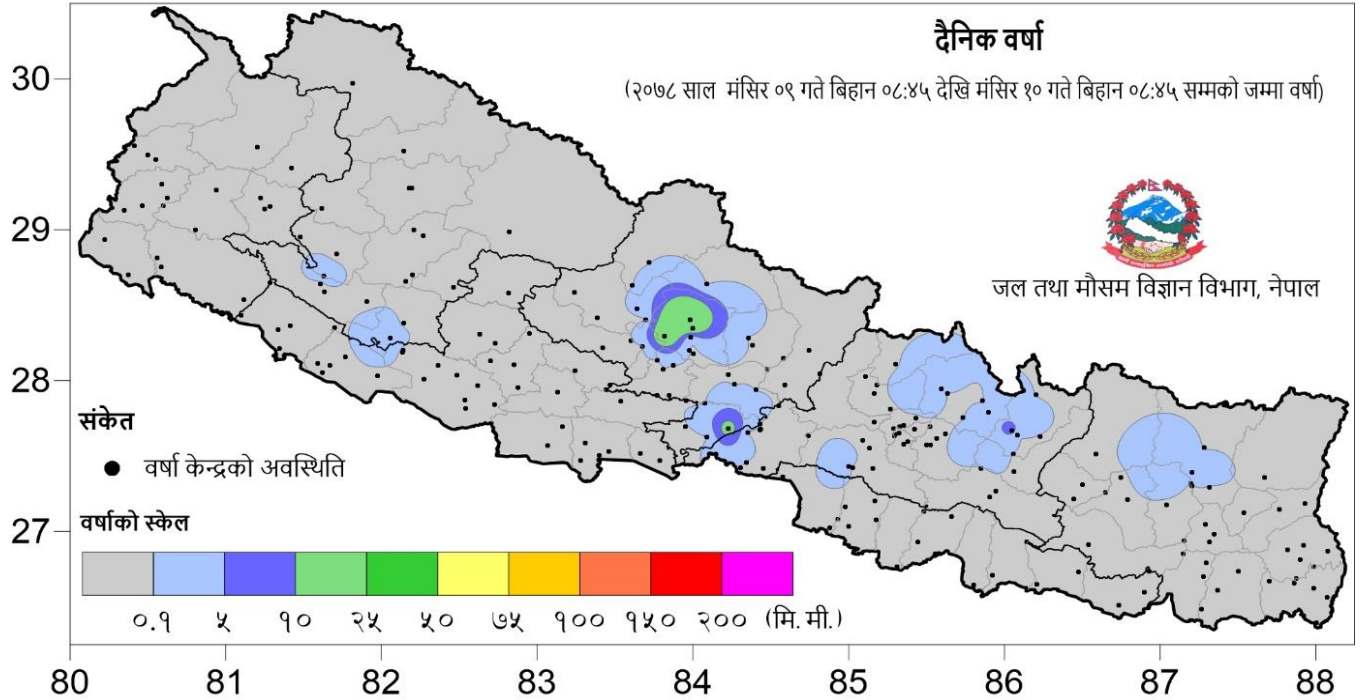 दैनिक वर्षा
(२०७८ साल मंसिर ०९ गते बिहान ०८:४५ देखि मंसिर १० गते बिहान ०८:४५ सम्मको जम्मा वर्षा)
जल तथा मौसम विज्ञान विभाग, नेपाल
30
29
28
27
संकेत
वर्षा केन्द्रको अवस्थिति
वर्षाको स्केल
०.१ ५ १० २५ ५० ७५ १०० १५० २०० (मि. मी.)
80 81 82 83 84 85 86 87 88